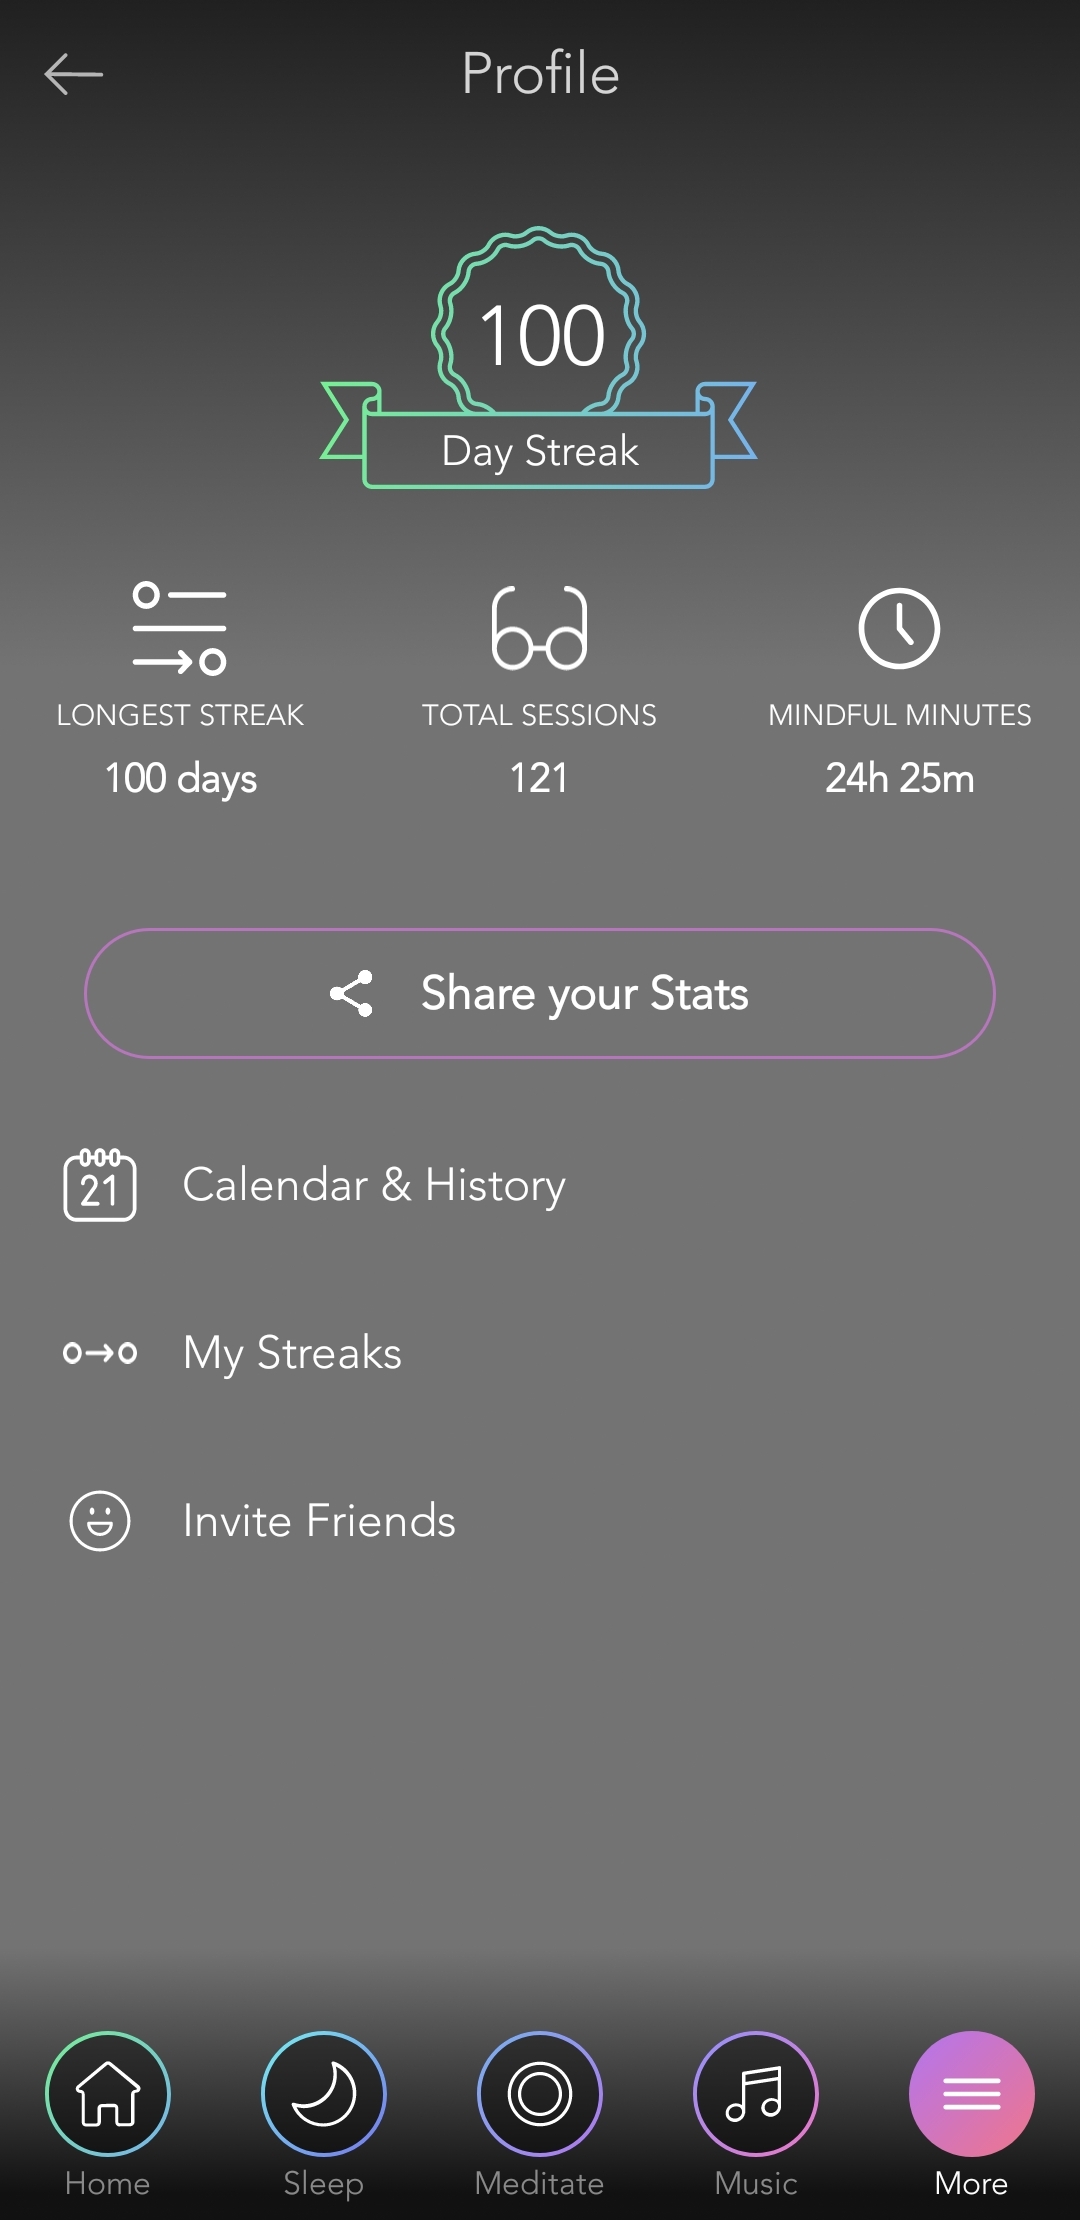 Profile
100
Day Streak
LONGEST STREAK
100 days
TOTAL SESSIONS
121
MINDFUL MINUTES
24h 25m
Share your Stats
21
Calendar & History
My Streaks
Invite Friends
Home
Sleep
Meditate
Music
More